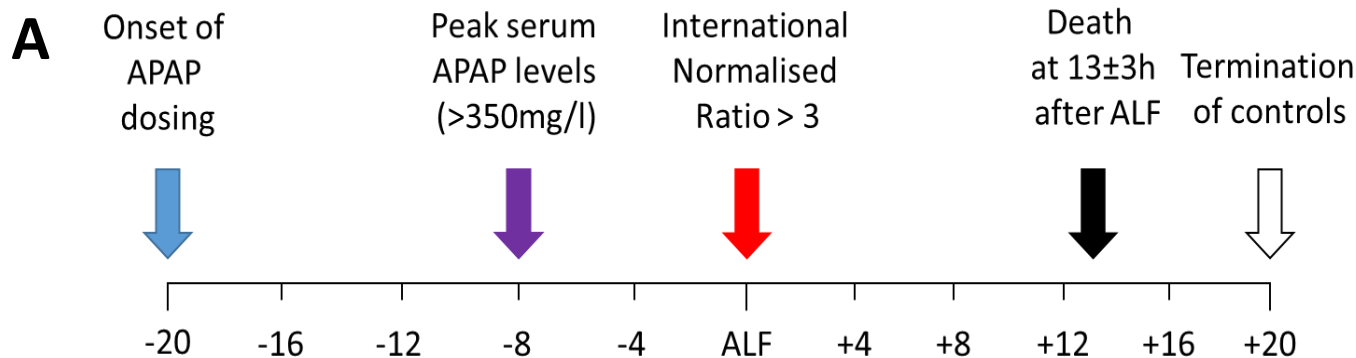 A
Onset of
APAP
dosing
Peak serum
APAP levels
(>350mg/l)
International
Normalised
Ratio > 3
Death
at 13±3h
after ALF
Termination
of controls
-20 -16 -12 -8 -4 ALF +4 +8 +12 +16 +20